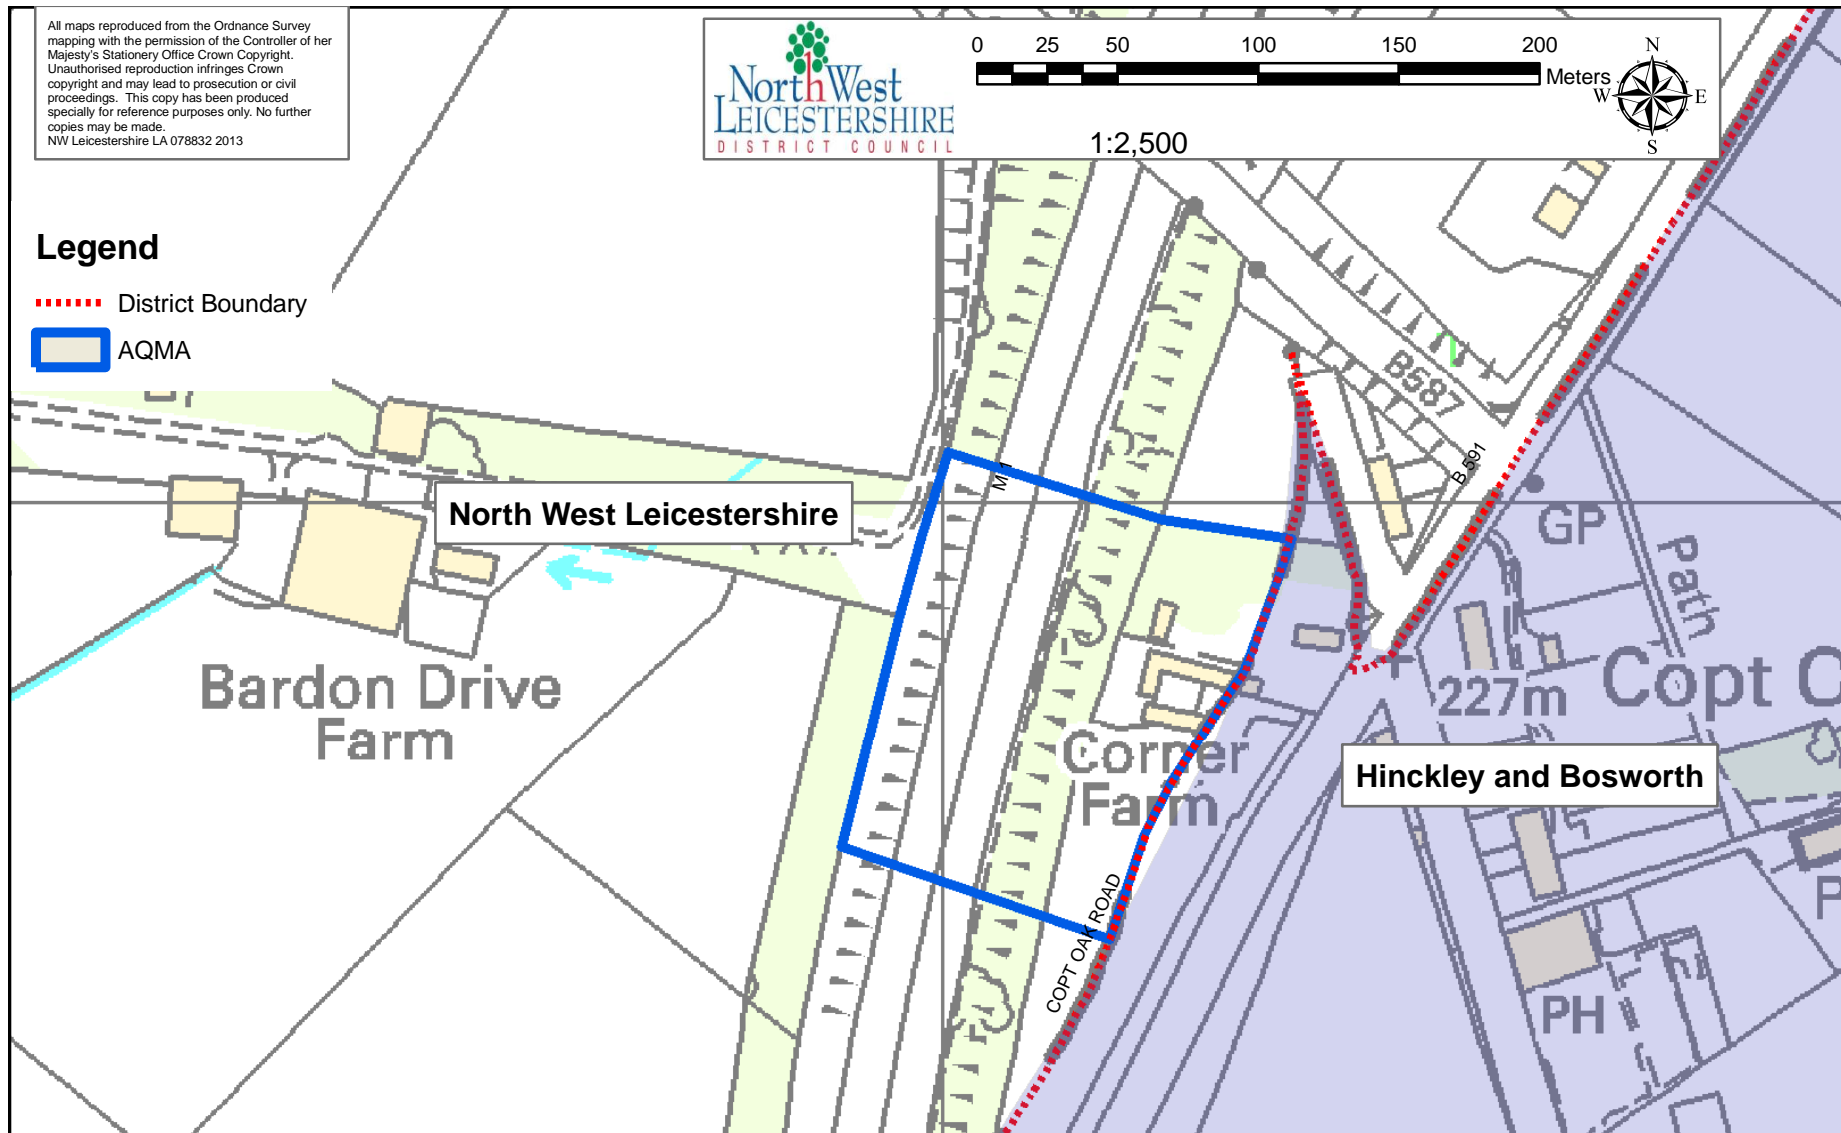 All maps reproduced from the Ordnance Survey
mapping with the permission of the Controller of her
Majesty's Stationery Office Crown Copyright.
Unauthorised reproduction infringes Crown
copyright and may lead to prosecution or civil
proceedings. This copy has been produced
specially for reference purposes only. No further
copies may be made.
NW Leicestershire LA 078832 2013
North West
LEICESTERSHIRE
DISTRICT COUNCIL
0 25 50 100 150 200
Meters
1:2,500
N
W E
S
Legend
District Boundary
AQMA
B587
B 591
M 1
North West Leicestershire
GP
Path
Bardon Drive
Farm
Corner
Farm
227m
Copt O
Hinckley and Bosworth
COPT OAK ROAD
PH
P